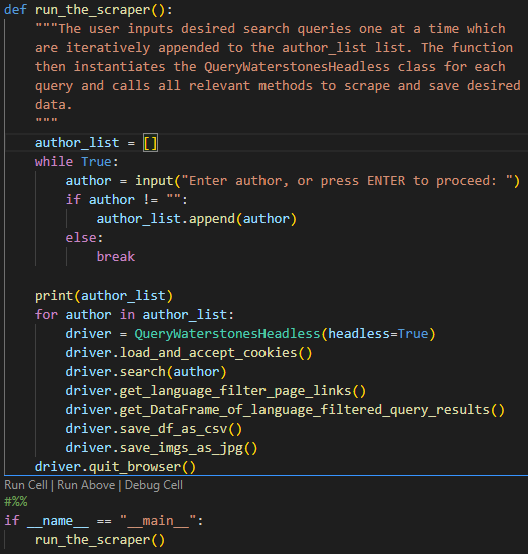 def run_the_scraper():
    """The user inputs desired search queries one at a time which
    are iteratively appended to the author_list list. The function
    then instantiates the QueryWaterstonesHeadless class for each
    query and calls all relevant methods to scrape and save desired
    data.
    """
    author_list = []
    while True:
        author = input("Enter author, or press ENTER to proceed: ")
        if author != "":
            author_list.append(author)
        else:
            break

    print(author_list)
    for author in author_list:
        driver = QueryWaterstonesHeadless(headless=True)
        driver.load_and_accept_cookies()
        driver.search(author)
        driver.get_language_filter_page_links()
        driver.get_DataFrame_of_language_filtered_query_results()
        driver.save_df_as_csv()
        driver.save_imgs_as_jpg()
    driver.quit_browser()
Run Cell | Run Above | Debug Cell
#%%
if __name__ == "__main__":
    run_the_scraper()